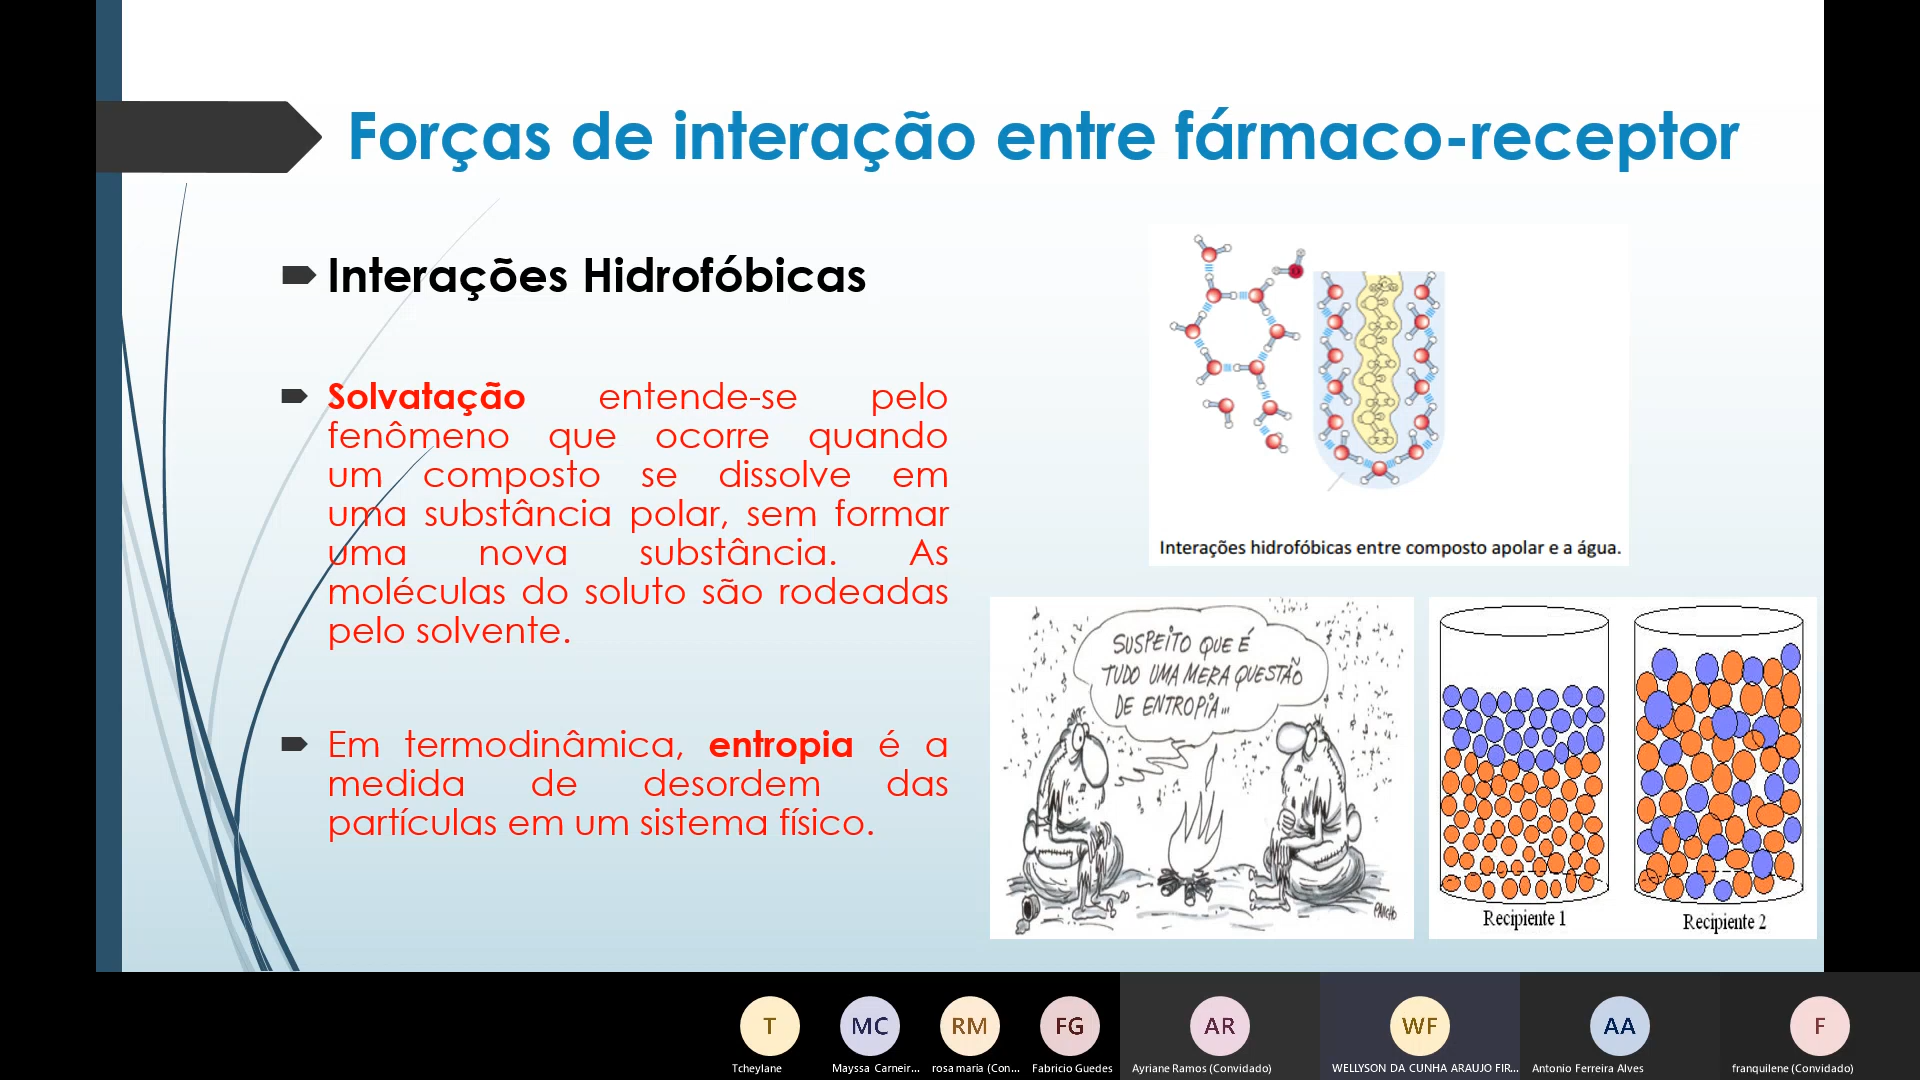 Forças de interação entre fármaco-receptor
Interações Hidrofóbicas
Solvatação entende-se pelo
fenômeno que ocorre quando
um composto se dissolve em
uma substância polar, sem formar
uma nova substância. As
moléculas do soluto são rodeadas
pelo solvente.
Em termodinâmica, entropia é a
medida de desordem das
partículas em um sistema físico.
Interações hidrofóbicas entre composto apolar e a água.
SUSPEITO QUE É
TUDO UMA MERA QUESTÃO
DE ENTROPIA...
PANCHO
Recipiente 1
Recipiente 2
T
MC
RM
FG
AR
WF
AA
F
Tcheylane
Mayssa Carneir...
rosa maria (Con...
Fabricio Guedes
Ayriane Ramos (Convidado)
WELLYSON DA CUNHA ARAUJO FIR...
Antonio Ferreira Alves
franquilene (Convidado)